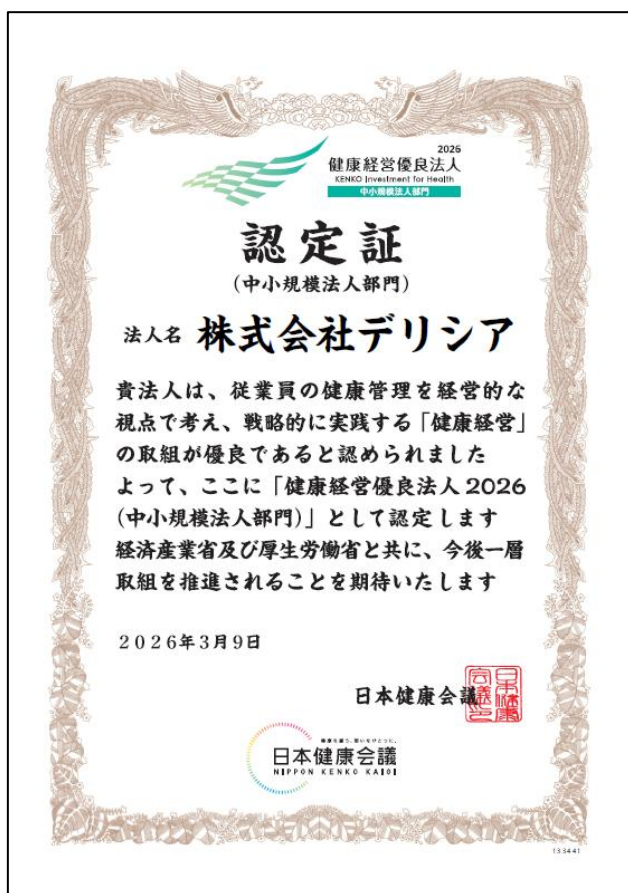 2026
健康経営優良法人
KENKO Investment for Health
中小規模法人部門
認定証
(中小規模法人部門)
法人名 株式会社デリシア
貴法人は、従業員の健康管理を経営的な
視点で考え、戦略的に実践する「健康経営」
の取組が優良であると認められました
よって、ここに「健康経営優良法人2026
(中小規模法人部門)」として認定します
経済産業省及び厚生労働省と共に、今後一層
取組を推進されることを期待いたします
2026年3月9日
日本健康会議
日本健康会議
NIPPON KENKO KAIGI